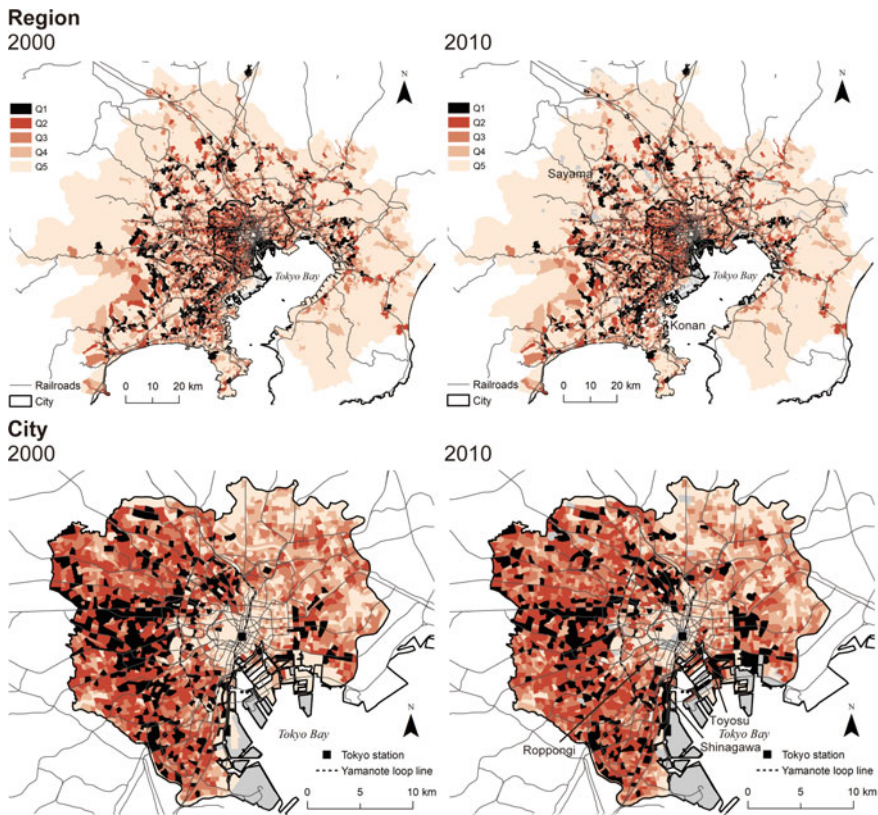 Region
2000
2010
N
Q1
Q2
Q3
Q4
Q5
Tokyo Bay
Railroads
City
0 10 20 km
N
Q1
Q2
Q3
Q4
Q5
Sayama
Tokyo Bay
Konan
Railroads
City
0 10 20 km
City
2000
2010
N
Tokyo Bay
Tokyo station
Yamanote loop line
0 5 10 km
N
Toyosu
Tokyo Bay
Roppongi
Shinagawa
Tokyo station
Yamanote loop line
0 5 10 km